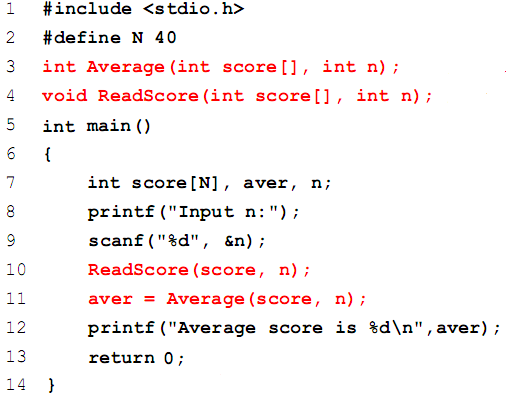 1 #include <stdio.h>
2 #define N 40
3 int Average(int score[], int n);
4 void ReadScore(int score[], int n);
5 int main()
6 {
7 int score[N], aver, n;
8 printf("Input n:");
9 scanf("%d", &n);
10 ReadScore(score, n);
11 aver = Average(score, n);
12 printf("Average score is %d\n",aver);
13 return 0;
14 }